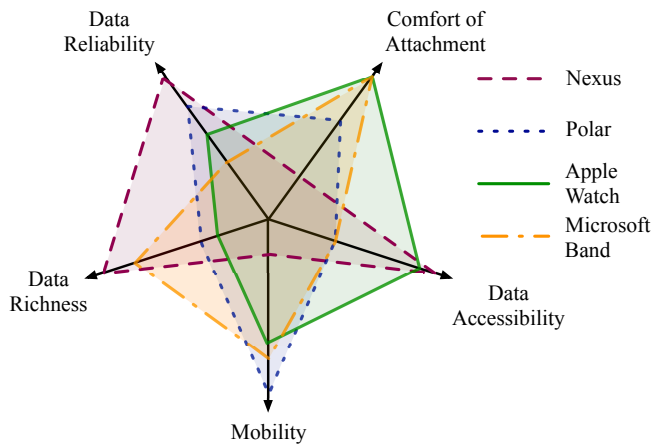 Data
Reliability
Comfort of
Attachment
Nexus
Polar
Apple
Watch
Microsoft
Band
Data
Richness
Data
Accessibility
Mobility